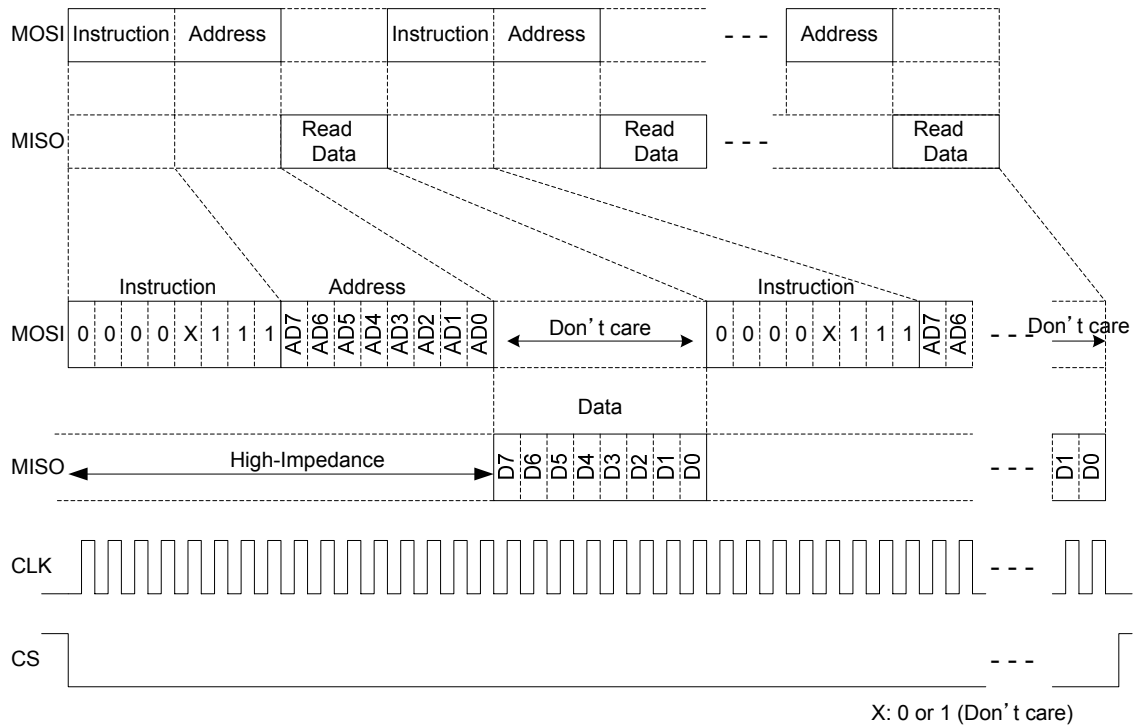 MOSI Instruction Address Instruction Address - - - Address
MISO Read Data Read Data - - - Read Data
Instruction Address Instruction
MOSI 0 0 0 0 X 1 1 1 AD7 AD6 AD5 AD4 AD3 AD2 AD1 AD0 Don't care 0 0 0 0 X 1 1 1 AD7 AD6 - - - Don't care
Data
MISO High-Impedance D7 D6 D5 D4 D3 D2 D1 D0 - - - D1 D0
CLK - - -
CS - - -
X: 0 or 1 (Don't care)